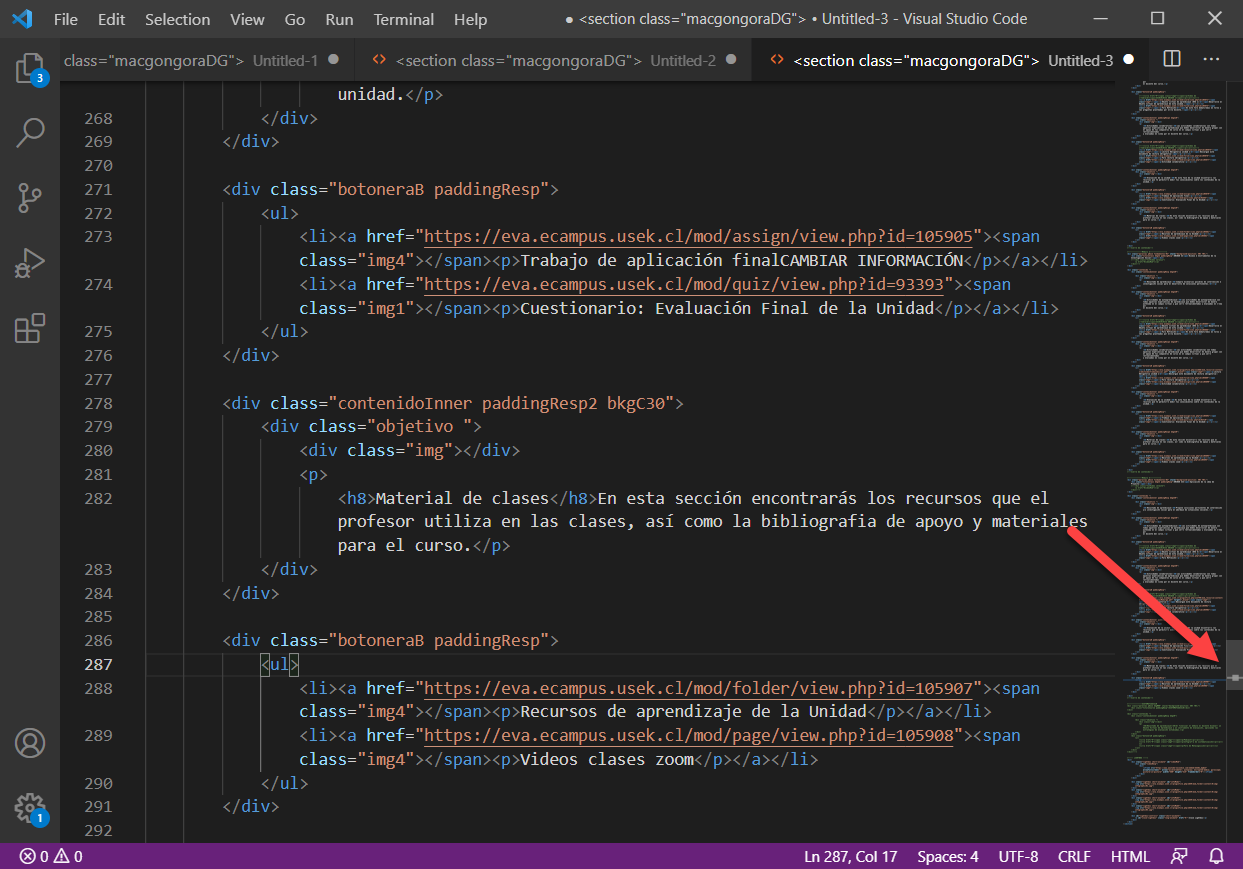 File Edit Selection View Go Run Terminal Help ● <section class="macgongoraDG"> • Untitled-3 - Visual Studio Code
class="macgongoraDG"> Untitled-1 ● <> <section class="macgongoraDG"> Untitled-2 ● <> <section class="macgongoraDG"> Untitled-3 ●
3
unidad.</p>
268 </div>
269 </div>
270
271 <div class="botoneraB paddingResp">
272 <ul>
273 <li><a href="https://eva.ecampus.usek.cl/mod/assign/view.php?id=105905"><span
class="img4"></span><p>Trabajo de aplicación finalCAMBIAR INFORMACIÓN</p></a></li>
274 <li><a href="https://eva.ecampus.usek.cl/mod/quiz/view.php?id=93393"><span
class="img1"></span><p>Cuestionario: Evaluación Final de la Unidad</p></a></li>
275 </ul>
276 </div>
277
278 <div class="contenidoInner paddingResp2 bkgC30">
279 <div class="objetivo ">
280 <div class="img"></div>
281 <p>
282 <h8>Material de clases</h8>En esta sección encontrarás los recursos que el
profesor utiliza en las clases, así como la bibliografia de apoyo y materiales
para el curso.</p>
283 </div>
284 </div>
285
286 <div class="botoneraB paddingResp">
287 <ul>
288 <li><a href="https://eva.ecampus.usek.cl/mod/folder/view.php?id=105907"><span
class="img4"></span><p>Recursos de aprendizaje de la Unidad</p></a></li>
289 <li><a href="https://eva.ecampus.usek.cl/mod/page/view.php?id=105908"><span
class="img4"></span><p>Videos clases zoom</p></a></li>
290 </ul>
291 </div>
292
1
0 0 Ln 287, Col 17 Spaces: 4 UTF-8 CRLF HTML